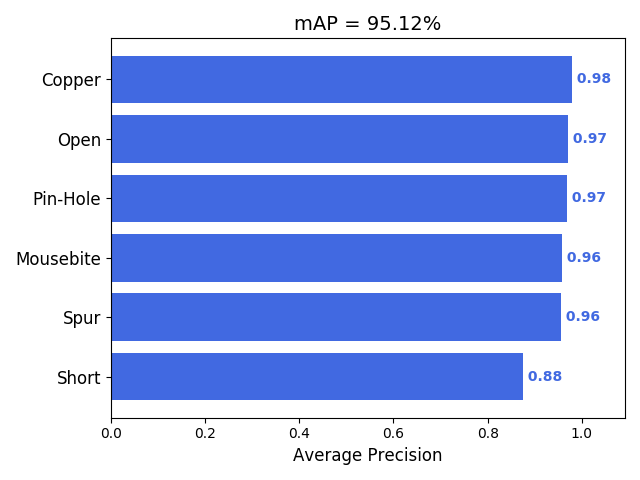 mAP = 95.12%
Copper 0.98
Open 0.97
Pin-Hole 0.97
Mousebite 0.96
Spur 0.96
Short 0.88
0.0 0.2 0.4 0.6 0.8 1.0
Average Precision